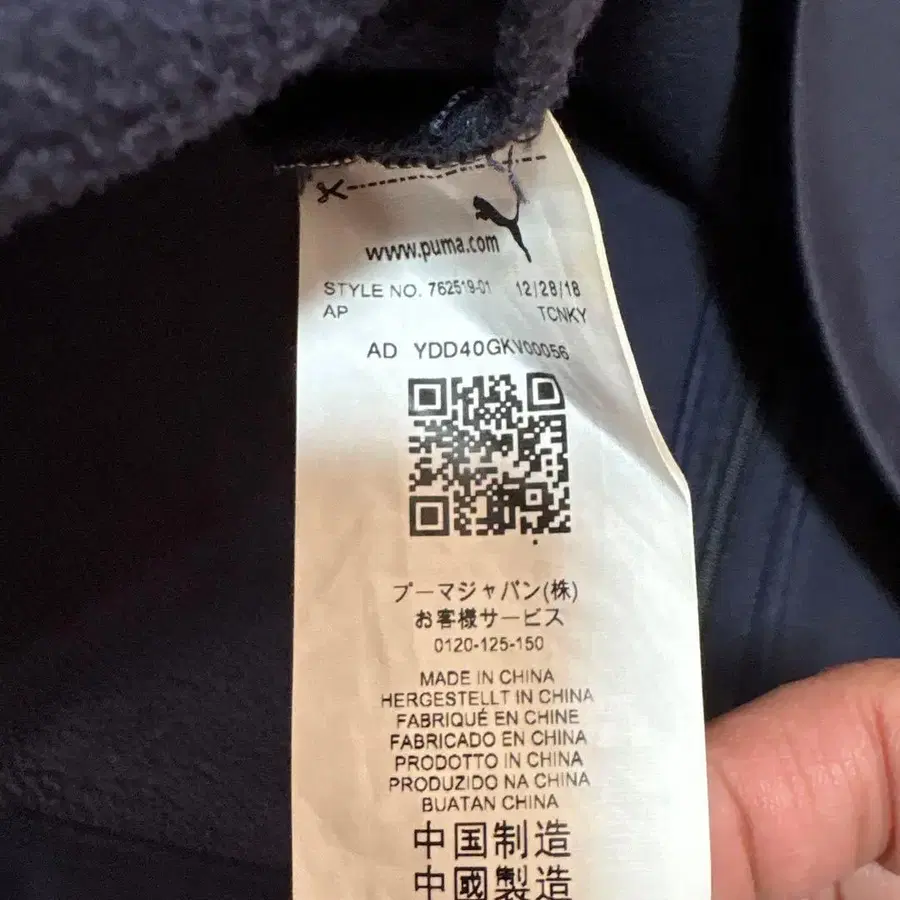 www.puma.com
STYLE NO. 762519-01 12/28/18
AP TCNKY
AD YDD40GKV00056
プーマジャパン(株)
お客様サービス
0120-125-150
MADE IN CHINA
HERGESTELLT IN CHINA
FABRIQUÉ EN CHINE
FABRICADO EN CHINA
PRODOTTO IN CHINA
PRODUZIDO NA CHINA
BUATAN CHINA
中国制造
中國製造